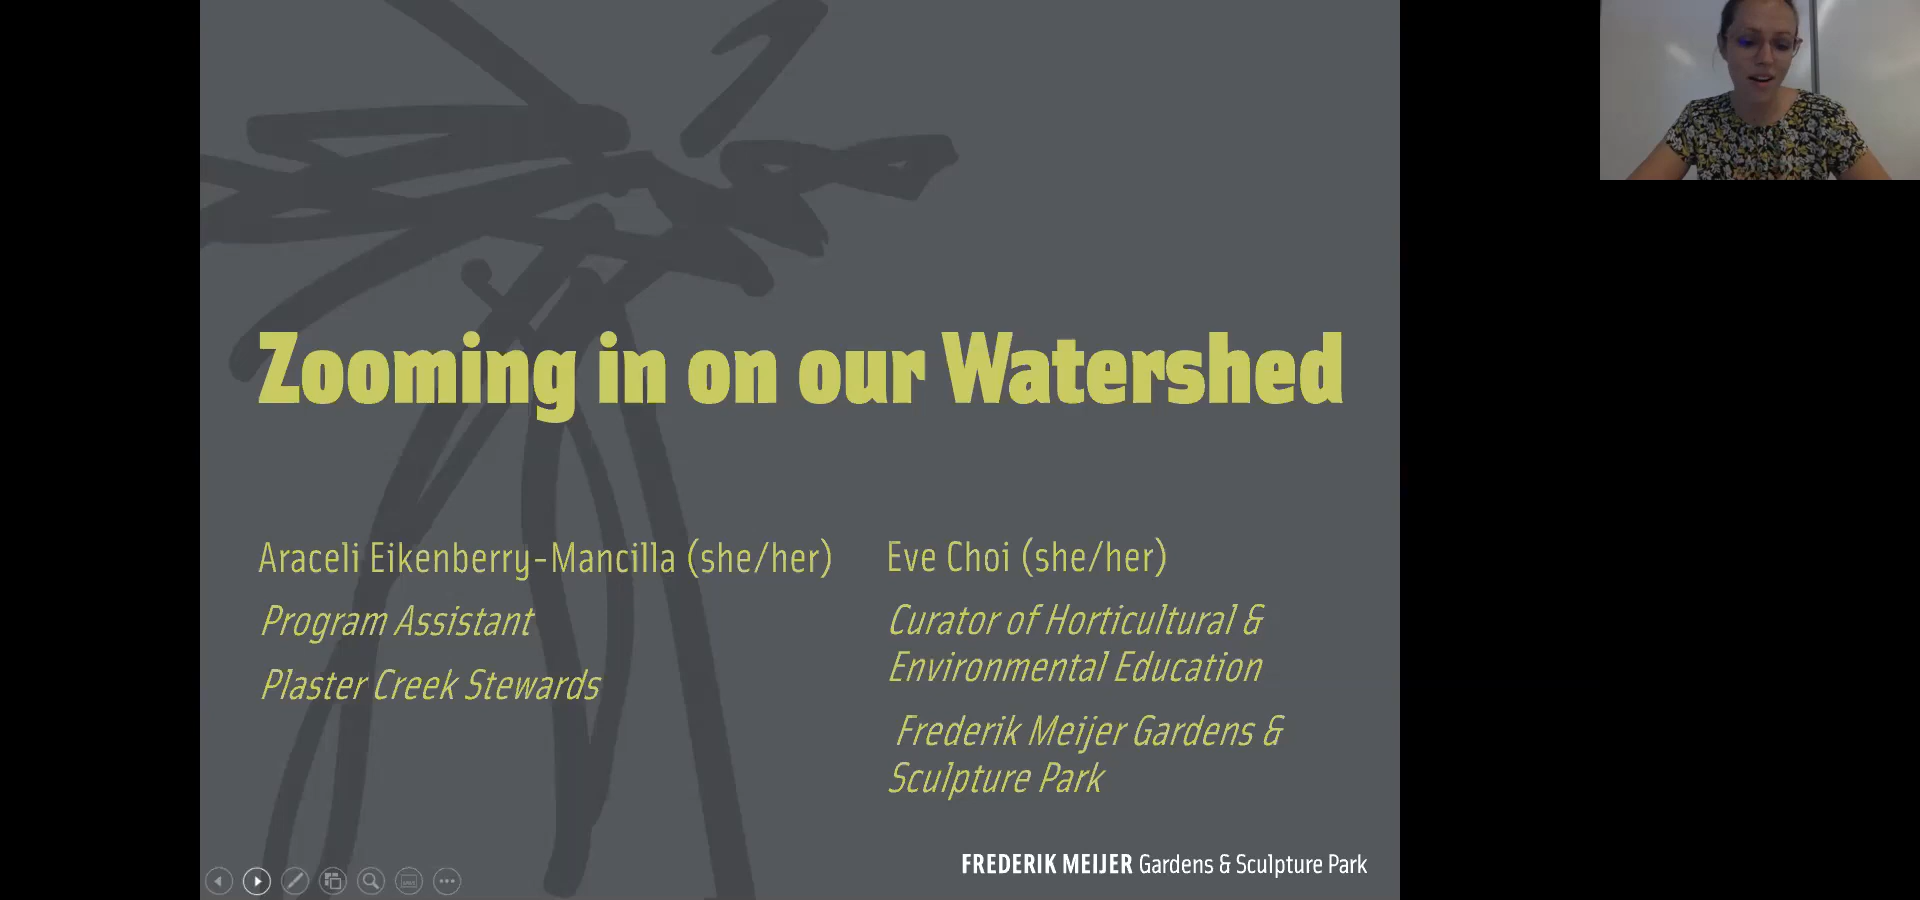 Zooming in on our Watershed
Araceli Eikenberry-Mancilla (she/her)
Program Assistant
Plaster Creek Stewards
Eve Choi (she/her)
Curator of Horticultural &
Environmental Education
Frederik Meijer Gardens &
Sculpture Park
FREDERIK MEIJER Gardens & Sculpture Park